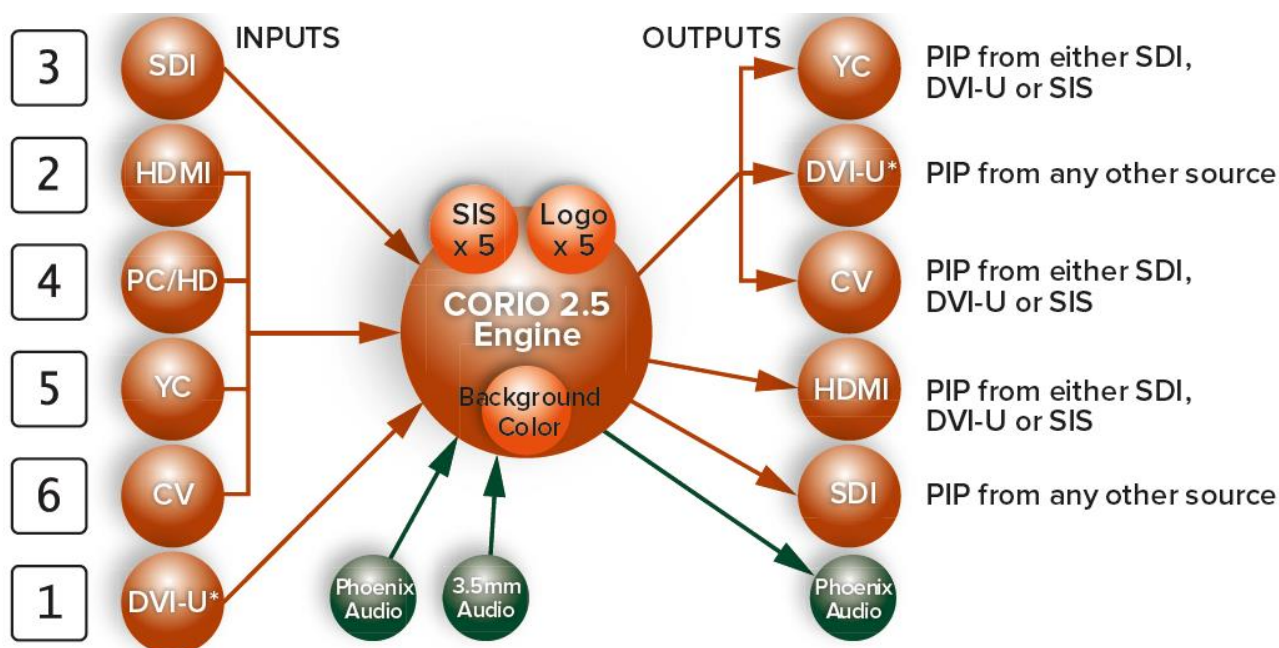 INPUTS
OUTPUTS
3
SDI
2
HDMI
4
PC/HD
5
YC
6
CV
1
DVI-U*
SIS
x 5
Logo
x 5
CORIO 2.5
Engine
Background
Color
Phoenix
Audio
3.5mm
Audio
YC
PIP from either SDI,
DVI-U or SIS
DVI-U*
PIP from any other source
CV
PIP from either SDI,
DVI-U or SIS
HDMI
PIP from either SDI,
DVI-U or SIS
SDI
PIP from any other source
Phoenix
Audio